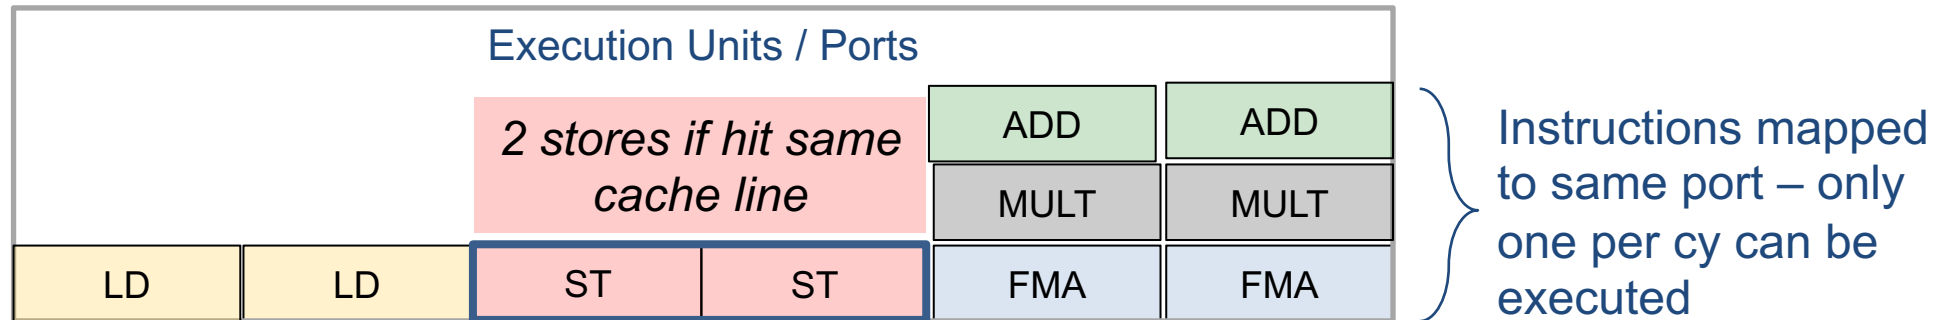 Execution Units / Ports
2 stores if hit same
cache line
ADD
ADD
MULT
MULT
LD
LD
ST
ST
FMA
FMA
Instructions mapped
to same port – only
one per cy can be
executed